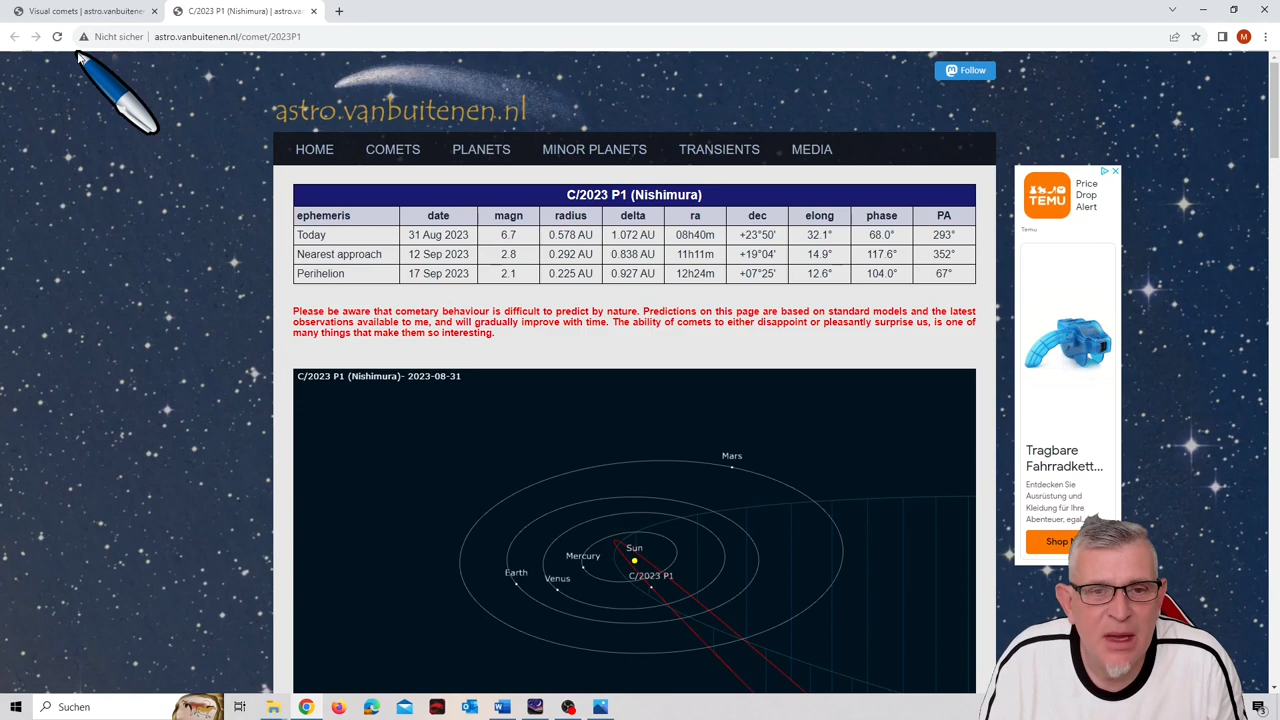 Visual comets | astro.vanbuitene
C/2023 P1 (Nishimura) | astro.van
Nicht sicher astro.vanbuitenen.nl/comet/2023P1
M
Follow
astro.vanbuitenen.nl
HOME COMETS PLANETS MINOR PLANETS TRANSIENTS MEDIA
C/2023 P1 (Nishimura)
ephemeris date magn radius delta ra dec elong phase PA
Today 31 Aug 2023 6.7 0.578 AU 1.072 AU 08h40m +23°50' 32.1° 68.0° 293°
Nearest approach 12 Sep 2023 2.8 0.292 AU 0.838 AU 11h11m +19°04' 14.9° 117.6° 352°
Perihelion 17 Sep 2023 2.1 0.225 AU 0.927 AU 12h24m +07°25' 12.6° 104.0° 67°
Please be aware that cometary behaviour is difficult to predict by nature. Predictions on this page are based on standard models and the latest
observations available to me, and will gradually improve with time. The ability of comets to either disappoint or pleasantly surprise us, is one of
many things that make them so interesting.
C/2023 P1 (Nishimura)- 2023-08-31
Mars
Sun
Mercury
C/2023 P1
Earth
Venus
TEMU
Price
Drop
Alert
Temu
Tragbare
Fahrradkett...
Entdecken Sie
Ausrüstung und
Kleidung für Ihre
Abenteuer, egal
Shop
Suchen
3